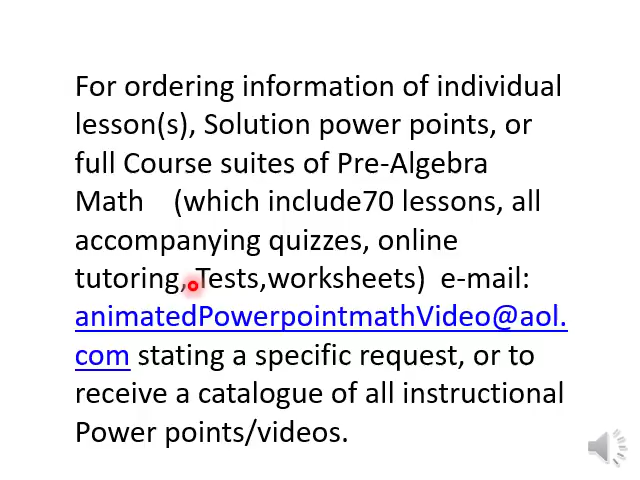 For ordering information of individual
lesson(s), Solution power points, or
full Course suites of Pre-Algebra
Math (which include70 lessons, all
accompanying quizzes, online
tutoring, Tests,worksheets) e-mail:
animatedPowerpointmathVideo@aol.
com stating a specific request, or to
receive a catalogue of all instructional
Power points/videos.